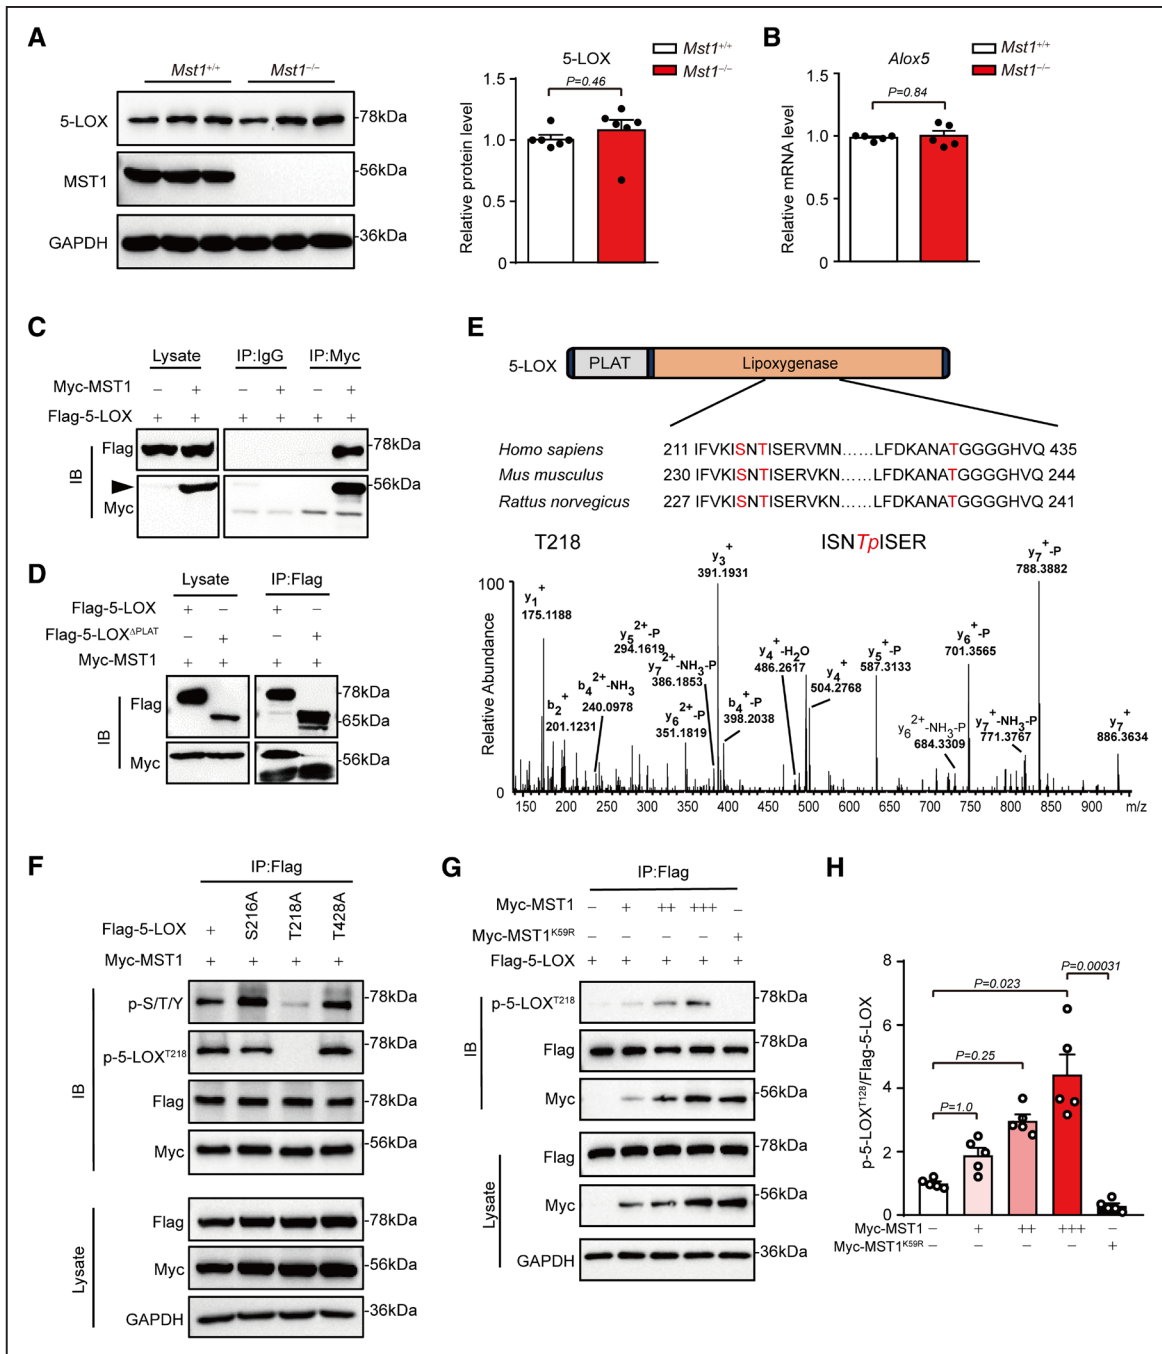 A
Mst1+/+ Mst1−/−
5-LOX
-78kDa
MST1
-56kDa
GAPDH
-36kDa
5-LOX
Mst1+/+
Mst1−/−
P=0.46
Relative protein level
1.5
1.0
0.5
0
B
Alox5
Mst1+/+
Mst1−/−
P=0.84
Relative mRNA level
1.5
1.0
0.5
0
C
Lysate IP:IgG IP:Myc
Myc-MST1 − + − + − +
Flag-5-LOX + + + + + +
IB
Flag
-78kDa
-56kDa
Myc
D
Lysate IP:Flag
Flag-5-LOX + − + −
Flag-5-LOXΔPLAT − + − +
Myc-MST1 + + + +
IB
Flag
-78kDa
-65kDa
Myc
-56kDa
E
5-LOX PLAT Lipoxygenase
Homo sapiens 211 IFVKISNTISERVMN......LFDKANATGGGGHVQ 435
Mus musculus 230 IFVKISNTISERVKN......LFDKANATGGGGHVQ 244
Rattus norvegicus 227 IFVKISNTISERVKN......LFDKANATGGGGHVQ 241
T218 ISNTpISER
Relative Abundance
100
0
y1+
175.1188
b2+
201.1231
b42+-NH3
240.0978
y52+-P
294.1619
y72+-NH3-P
386.1853
y62+-P
351.1819
y3+
391.1931
b4+-P
398.2038
y4+-H2O
486.2617
y4+
504.2768
y5+-P
587.3133
y62+-NH3-P
684.3309
y6+-P
701.3565
y7+-NH3-P
771.3767
y7+-P
788.3882
y7+
886.3634
150 200 250 300 350 400 450 500 550 600 650 700 750 800 850 900 m/z
F
IP:Flag
Flag-5-LOX + S216A T218A T428A
Myc-MST1 + + + +
IB
p-S/T/Y -78kDa
p-5-LOXT218 -78kDa
Flag -78kDa
Myc -56kDa
Lysate
Flag -78kDa
Myc -56kDa
GAPDH -36kDa
G
IP:Flag
Myc-MST1 − + ++ +++ −
Myc-MST1K59R − − − − +
Flag-5-LOX + + + + +
IB
p-5-LOXT218 -78kDa
Flag -78kDa
Myc -56kDa
Lysate
Flag -78kDa
Myc -56kDa
GAPDH -36kDa
H
p-5-LOXT128/Flag-5-LOX
8
6
4
2
0
P=0.00031
P=0.023
P=0.25
P=1.0
Myc-MST1 − + ++ +++ −
Myc-MST1K59R − − − − +